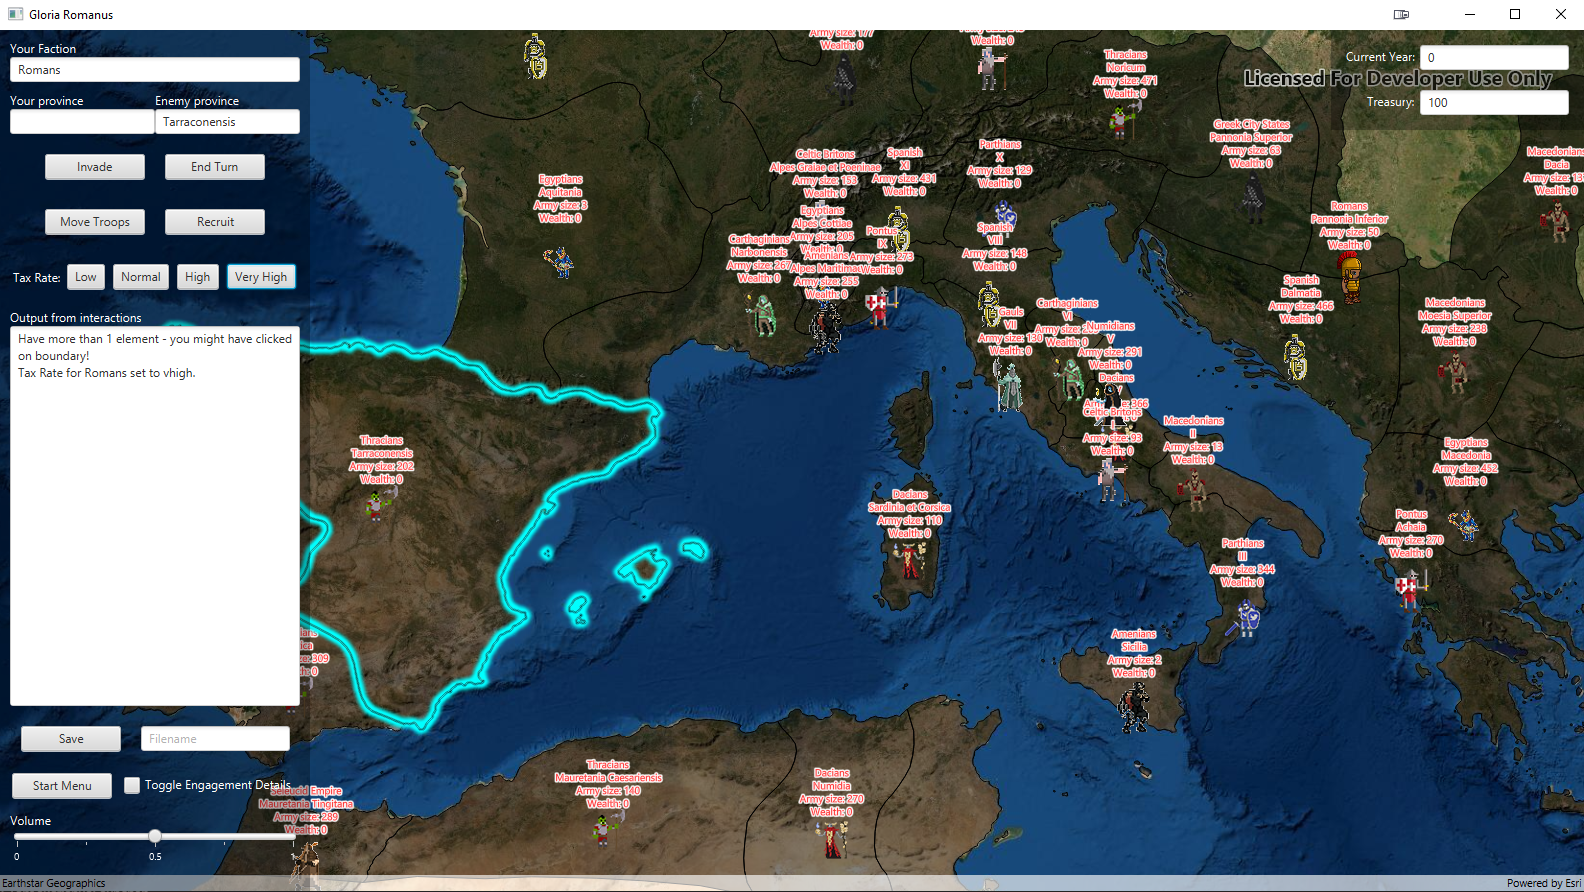 Gloria Romanus
Your Faction
Romans
Your province
Enemy province
Tarraconensis
Invade
End Turn
Move Troops
Recruit
Tax Rate:
Low
Normal
High
Very High
Output from interactions
Have more than 1 element - you might have clicked
on boundary!
Tax Rate for Romans set to vhigh.
Save
Filename
Start Menu
Toggle Engagement Details
Volume
0
0.5
1
Current Year:
0
Licensed For Developer Use Only
Treasury:
100
Army size: 177
Wealth: 0
Wealth: 0
Thracians
Noricum
Army size: 471
Wealth: 0
Greek City States
Pannonia Superior
Army size: 63
Wealth: 0
Macedonians
Dacia
Army size: 13
Wealth: 0
Celtic Britons
Alpes Graiae et Poeninae
Army size: 153
Wealth: 0
Spanish
XI
Army size: 431
Wealth: 0
Parthians
X
Army size: 129
Wealth: 0
Egyptians
Aquitania
Army size: 3
Wealth: 0
Romans
Pannonia Inferior
Army size: 50
Wealth: 0
Egyptians
Alpes Cottiae
Army size: 205
Wealth: 0
Carthaginians
Narbonensis
Army size: 267
Wealth: 0
Pontus
IX
Army size: 273
Wealth: 0
Amenians
Alpes Maritimae
Army size: 255
Wealth: 0
Spanish
VIII
Army size: 148
Wealth: 0
Spanish
Dalmatia
Army size: 466
Wealth: 0
Macedonians
Moesia Superior
Army size: 238
Wealth: 0
Gauls
VII
Army size: 130
Wealth: 0
Carthaginians
VI
Wealth: 0
Numidians
V
Army size: 291
Wealth: 0
Dacians
366
Celtic Britons
I
Army size: 93
Wealth: 0
Macedonians
II
Army size: 13
Wealth: 0
Thracians
Tarraconensis
Army size: 202
Wealth: 0
Egyptians
Macedonia
Army size: 452
Wealth: 0
Dacians
Sardinia et Corsica
Army size: 110
Wealth: 0
Pontus
Achaia
Army size: 270
Wealth: 0
Parthians
III
Army size: 344
Wealth: 0
Amenians
Sicilia
Army size: 2
Wealth: 0
309
Thracians
Mauretania Caesariensis
Army size: 140
Wealth: 0
Dacians
Numidia
Army size: 270
Wealth: 0
Seleucid Empire
Mauretania Tingitana
Army size: 289
Wealth: 0
Earthstar Geographics
Powered by Esri